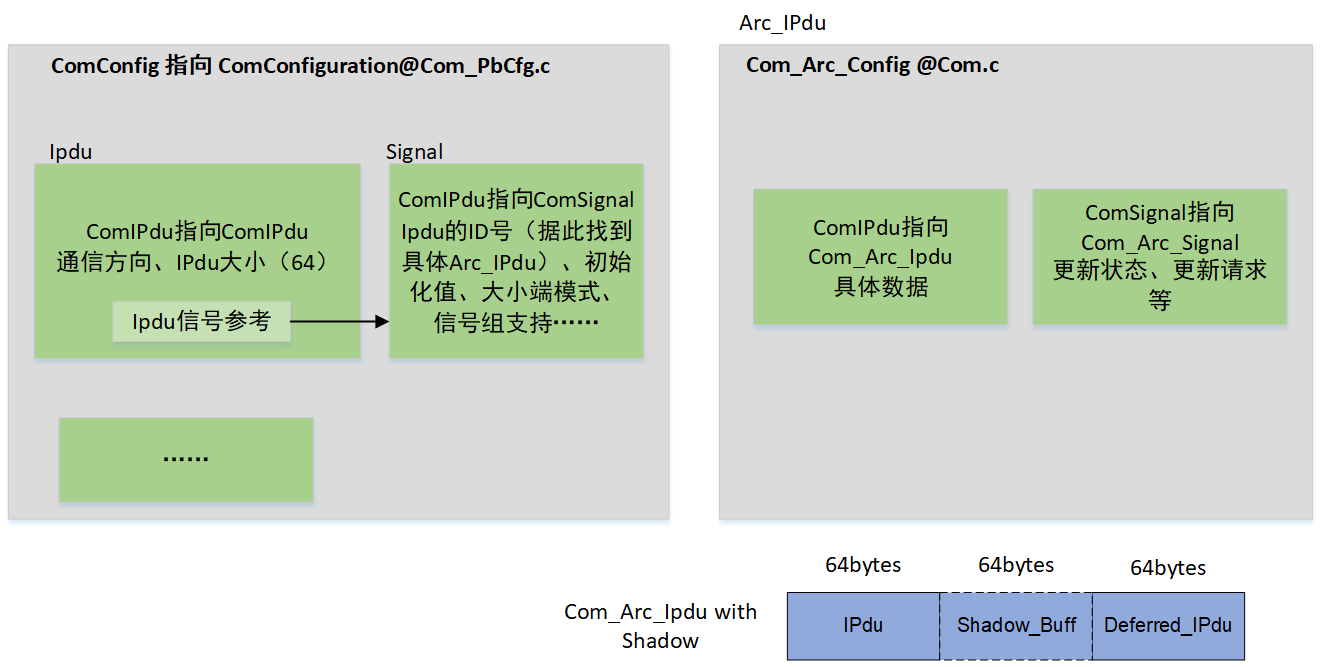 Arc_IPdu
ComConfig 指向 ComConfiguration@Com_PbCfg.c
Ipdu
ComIPdu指向ComIPdu
通信方向、IPdu大小（64）
Ipdu信号参考
Signal
ComIPdu指向ComSignal
Ipdu的ID号（据此找到
具体Arc_IPdu）、初始
化值、大小端模式、
信号组支持……
……
Com_Arc_Config @Com.c
ComIPdu指向
Com_Arc_Ipdu
具体数据
ComSignal指向
Com_Arc_Signal
更新状态、更新请求
等
64bytes
64bytes
64bytes
Com_Arc_Ipdu with
Shadow
IPdu
Shadow_Buff
Deferred_IPdu